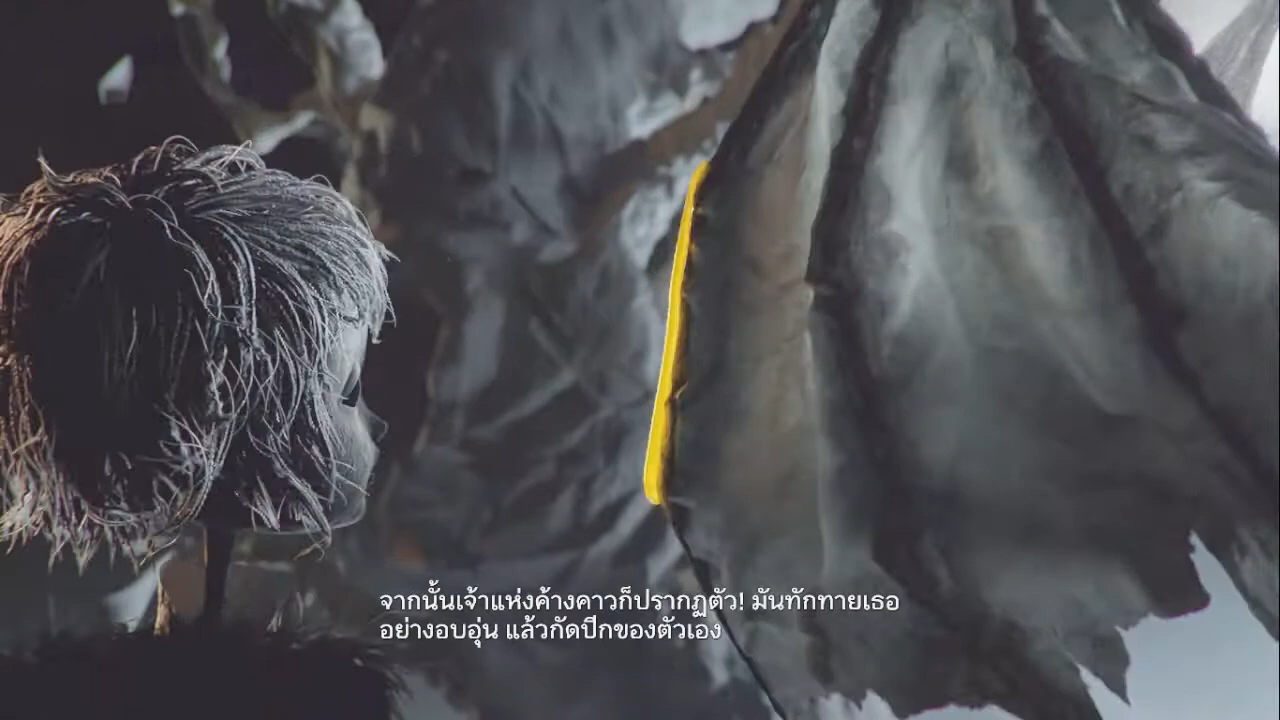 จากนั้นเจ้าแห่งค้างคาวก็ปรากฏตัว! มันทักทายเธอ
อย่างอบอุ่น แล้วกัดปีกของตัวเอง